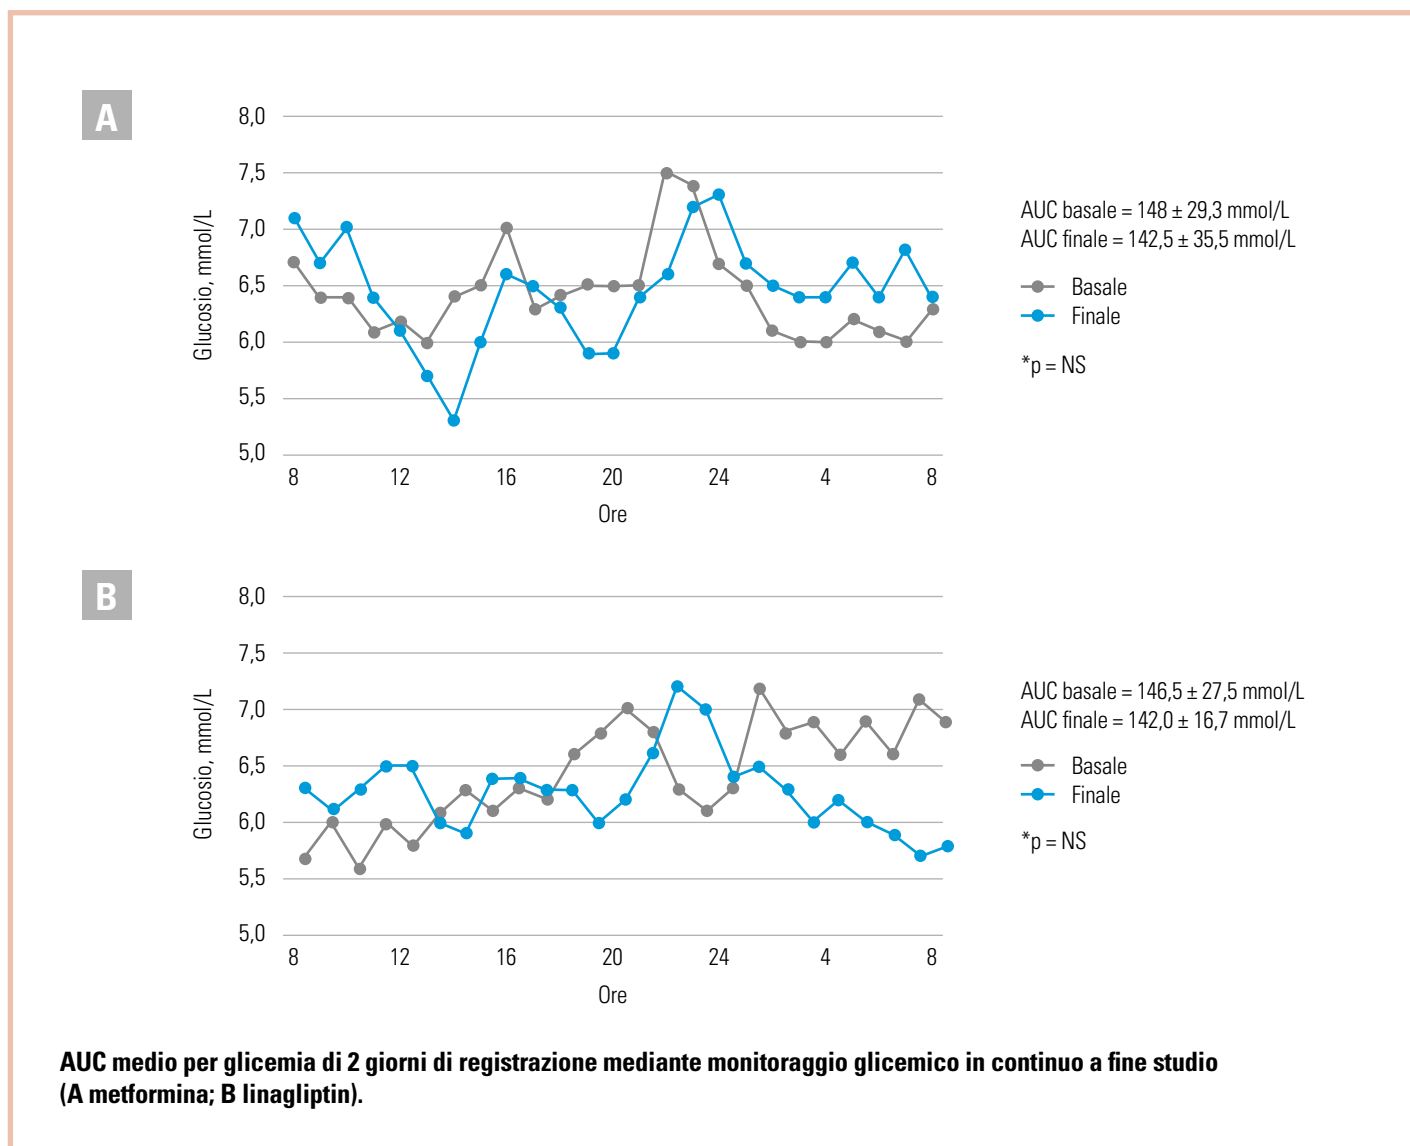 A
8,0
7,5
7,0
6,5
6,0
5,5
5,0
Glucosio, mmol/L
8 12 16 20 24 4 8
Ore
AUC basale = 148 ± 29,3 mmol/L
AUC finale = 142,5 ± 35,5 mmol/L
Basale
Finale
*p = NS
B
8,0
7,5
7,0
6,5
6,0
5,5
5,0
Glucosio, mmol/L
8 12 16 20 24 4 8
Ore
AUC basale = 146,5 ± 27,5 mmol/L
AUC finale = 142,0 ± 16,7 mmol/L
Basale
Finale
*p = NS
AUC medio per glicemia di 2 giorni di registrazione mediante monitoraggio glicemico in continuo a fine studio
(A metformina; B linagliptin).